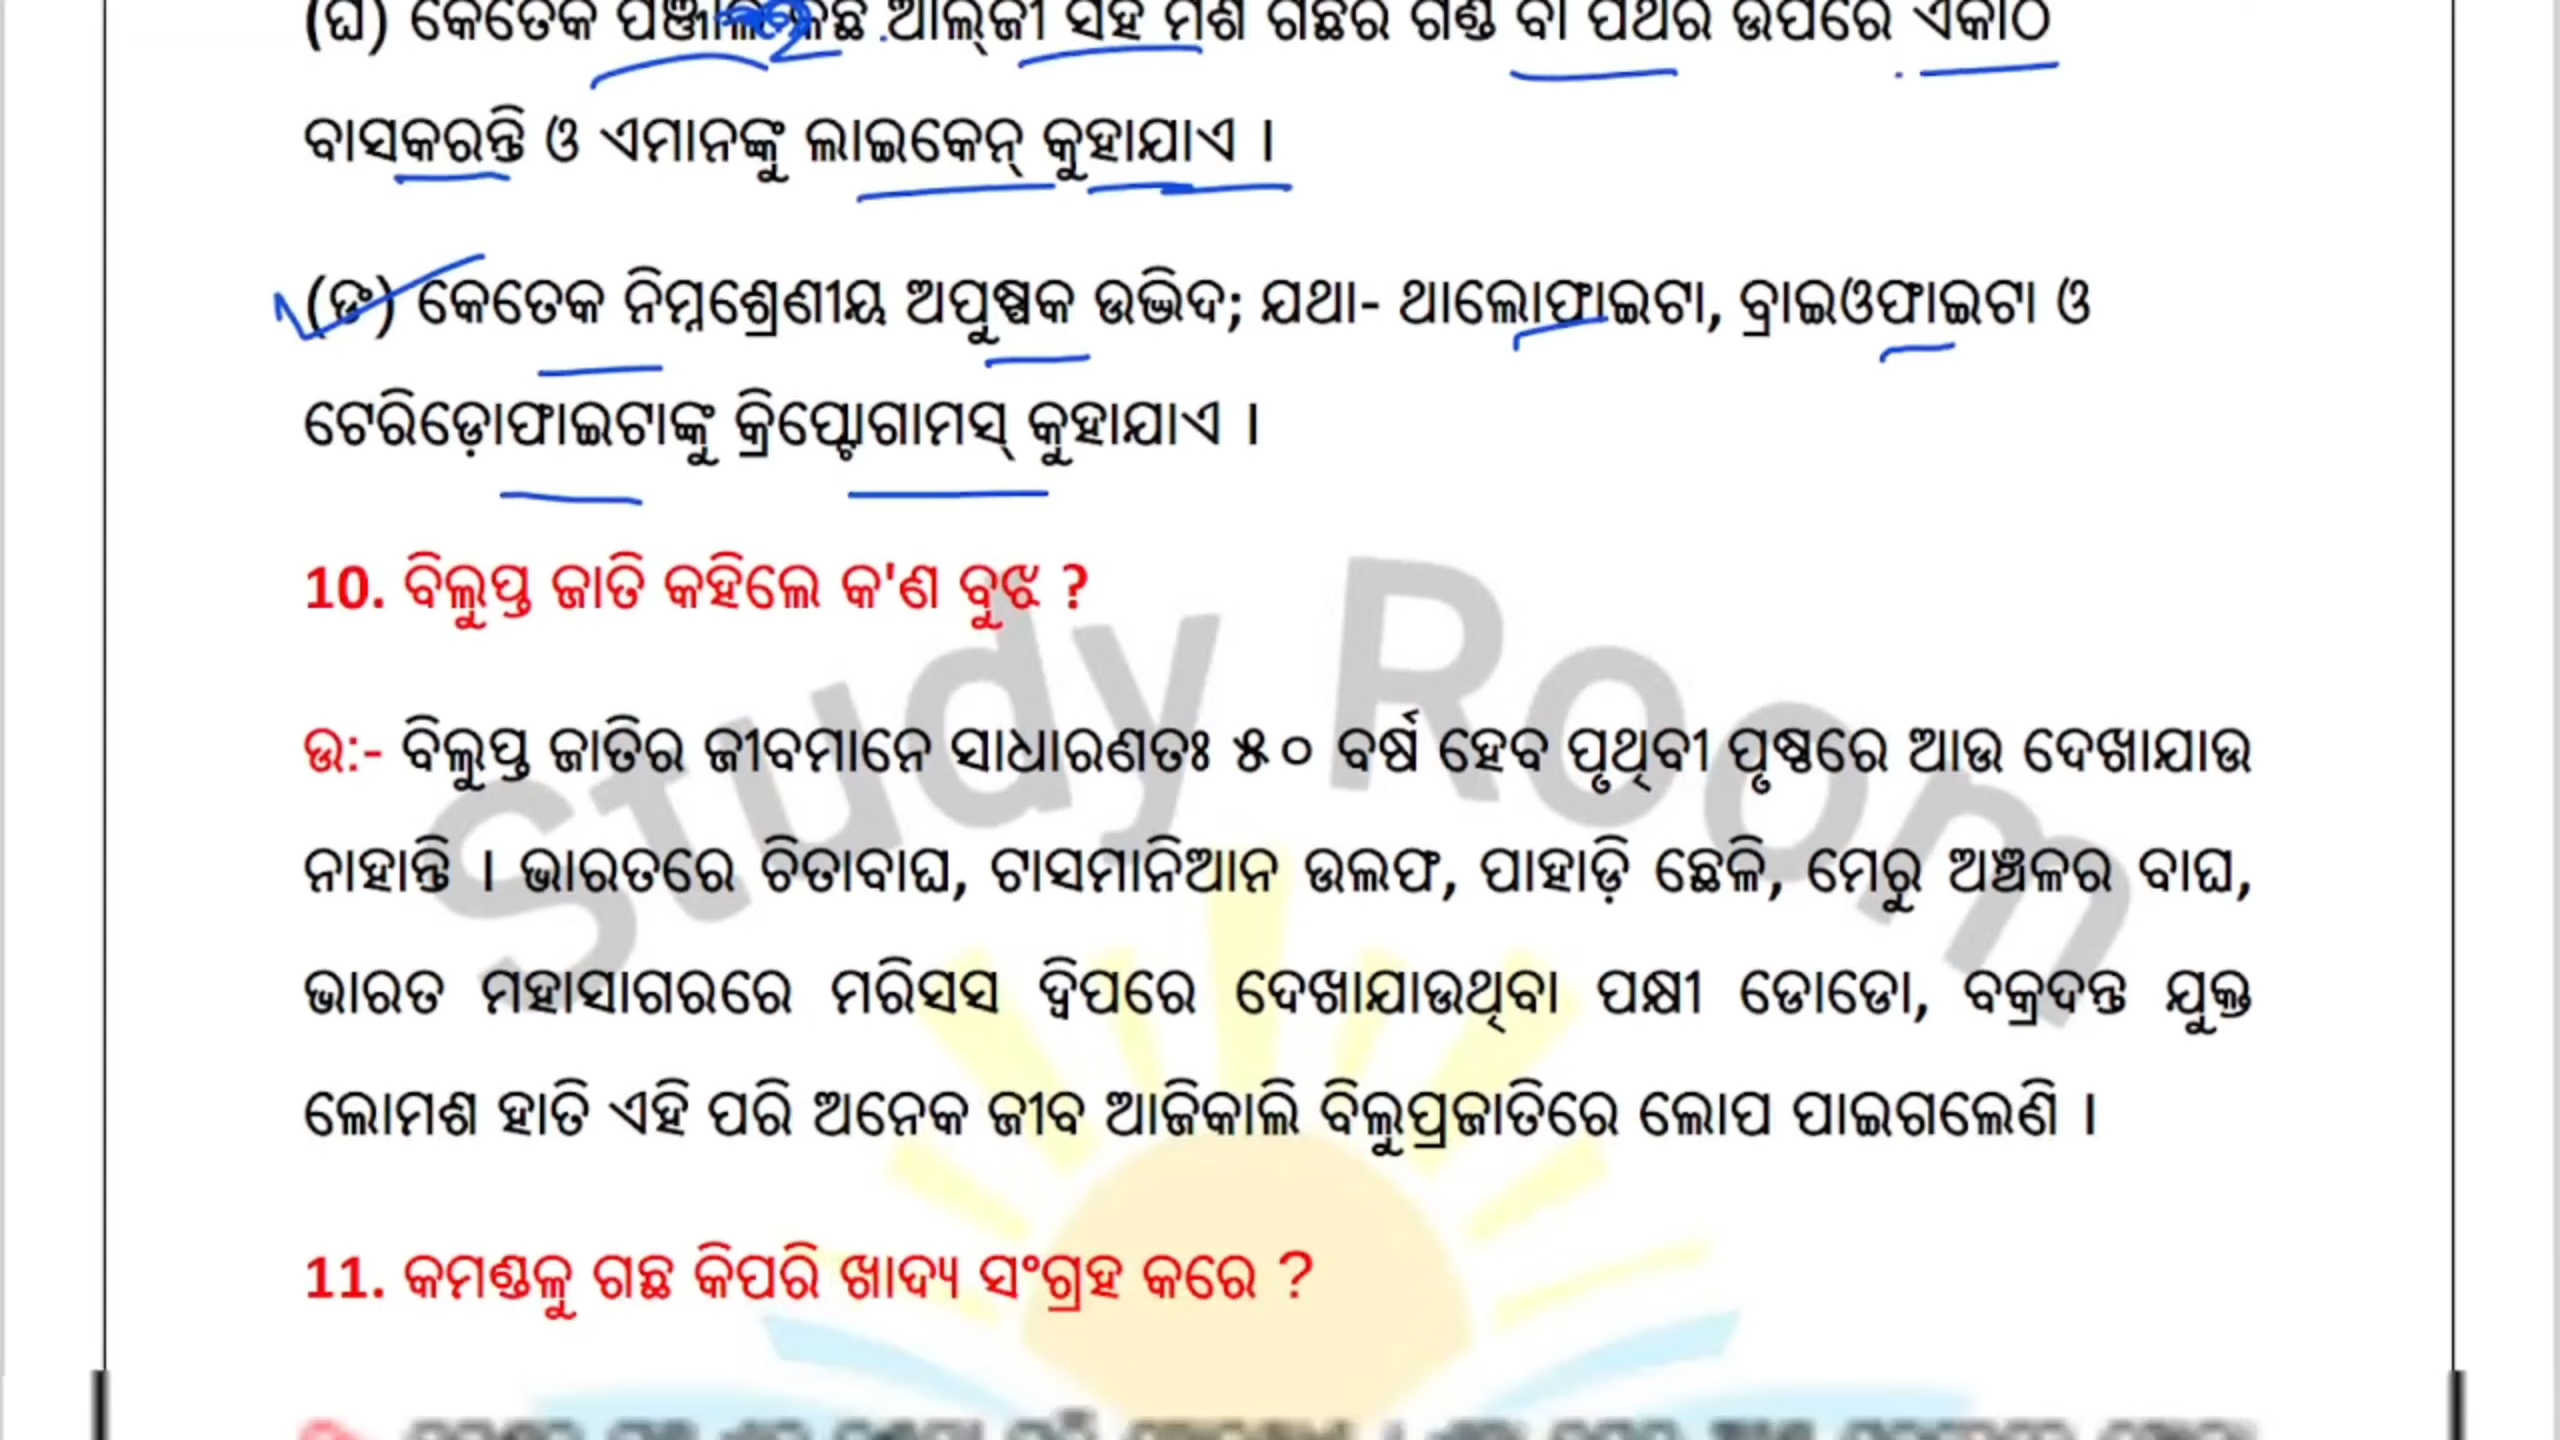 (ଘ) କେତେକ ଆଲ୍‌ଜୀ ସହ ମିଶି ଗଛର ଗଣ୍ଡି ବା ପଥର ଉପରେ ଏକାଠି
ବାସକରନ୍ତି ଓ ଏମାନଙ୍କୁ ଲାଇକେନ୍ କୁହାଯାଏ ।
(ଙ) କେତେକ ନିମ୍ନଶ୍ରେଣୀୟ ଅପୁଷ୍ପକ ଉଦ୍ଭିଦ; ଯଥା- ଥାଲୋଫାଇଟା, ବ୍ରାଇଓଫାଇଟା ଓ
ଟେରିଡ଼ୋଫାଇଟାଙ୍କୁ କ୍ରିପ୍ଟୋଗାମସ୍ କୁହାଯାଏ ।
10. ବିଲୁପ୍ତ ଜାତି କହିଲେ କ'ଣ ବୁଝ ?
ଉ:- ବିଲୁପ୍ତ ଜାତିର ଜୀବମାନେ ସାଧାରଣତଃ ୫୦ ବର୍ଷ ହେବ ପୃଥିବୀ ପୃଷ୍ଠରେ ଆଉ ଦେଖାଯାଉ
ନାହାନ୍ତି । ଭାରତରେ ଚିତାବାଘ, ଟାସମାନିଆନ ଉଲଫ, ପାହାଡ଼ି ଛେଳି, ମେରୁ ଅଞ୍ଚଳର ବାଘ,
ଭାରତ ମହାସାଗରରେ ମରିସସ ଦ୍ୱିପରେ ଦେଖାଯାଉଥିବା ପକ୍ଷୀ ଡୋଡୋ, ବକ୍ରଦନ୍ତ ଯୁକ୍ତ
ଲୋମଶ ହାତି ଏହି ପରି ଅନେକ ଜୀବ ଆଜିକାଲି ବିଲୁପ୍ରଜାତିରେ ଲୋପ ପାଇଗଲେଣି ।
11. କମଣ୍ଡଳୁ ଗଛ କିପରି ଖାଦ୍ୟ ସଂଗ୍ରହ କରେ ?
Study Room